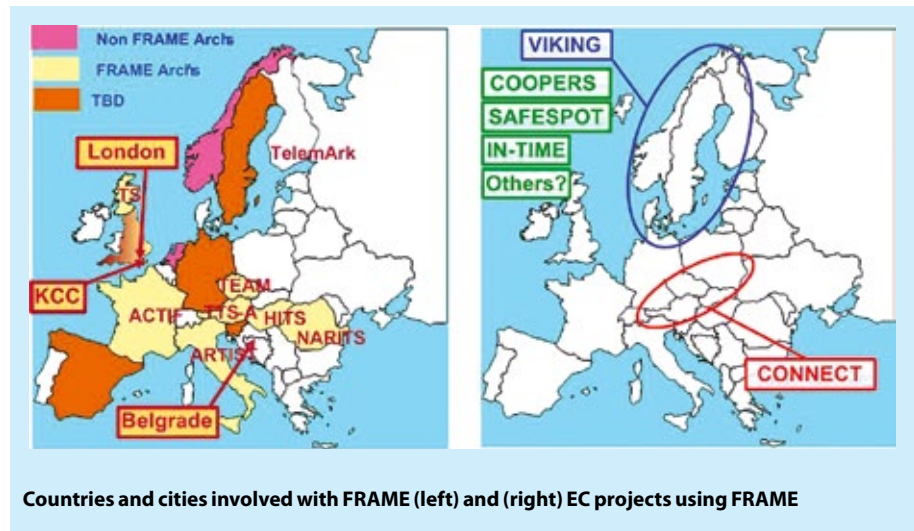 Non FRAME Archs
FRAME Archs
TBD
London
TelemArk
TS
KCC
TEAM
ACTIF
TTS-A
HITS
NARITS
ARTIST
Belgrade
VIKING
COOPERS
SAFESPOT
IN-TIME
Others?
CONNECT
Countries and cities involved with FRAME (left) and (right) EC projects using FRAME